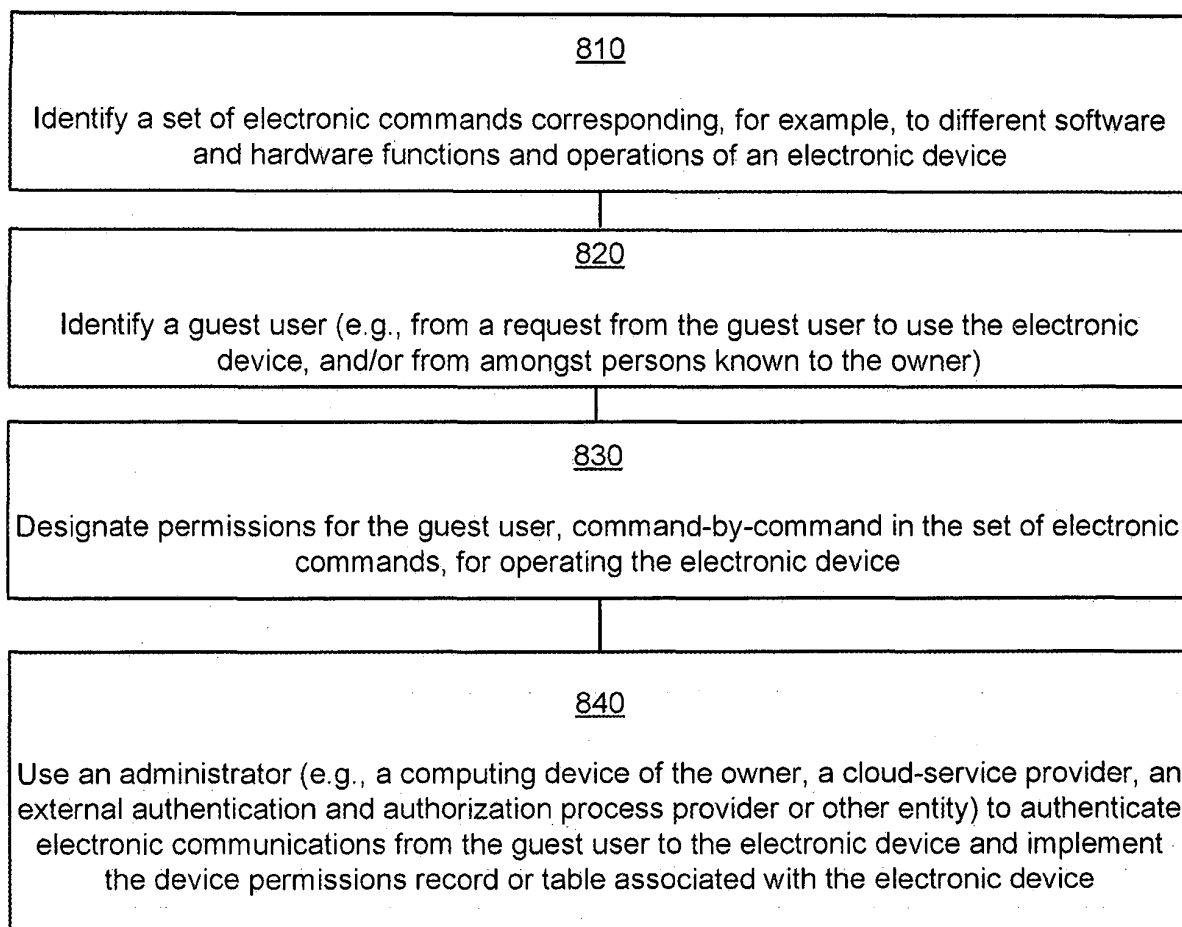 810
Identify a set of electronic commands corresponding, for example, to different software
and hardware functions and operations of an electronic device
820
Identify a guest user (e.g., from a request from the guest user to use the electronic
device, and/or from amongst persons known to the owner)
830
Designate permissions for the guest user, command-by-command in the set of electronic
commands, for operating the electronic device
840
Use an administrator (e.g., a computing device of the owner, a cloud-service provider, an
external authentication and authorization process provider or other entity) to authenticate
electronic communications from the guest user to the electronic device and implement
the device permissions record or table associated with the electronic device